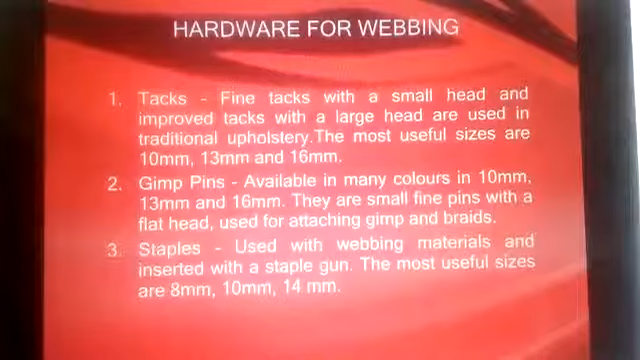 HARDWARE FOR WEBBING
1. Tacks - Fine tacks with a small head and
improved tacks with a large head are used in
traditional upholstery.The most useful sizes are
10mm, 13mm and 16mm.
2. Gimp Pins - Available in many colours in 10mm,
13mm and 16mm. They are small fine pins with a
flat head, used for attaching gimp and braids.
3. Staples - Used with webbing materials and
inserted with a staple gun. The most useful sizes
are 8mm, 10mm, 14 mm.